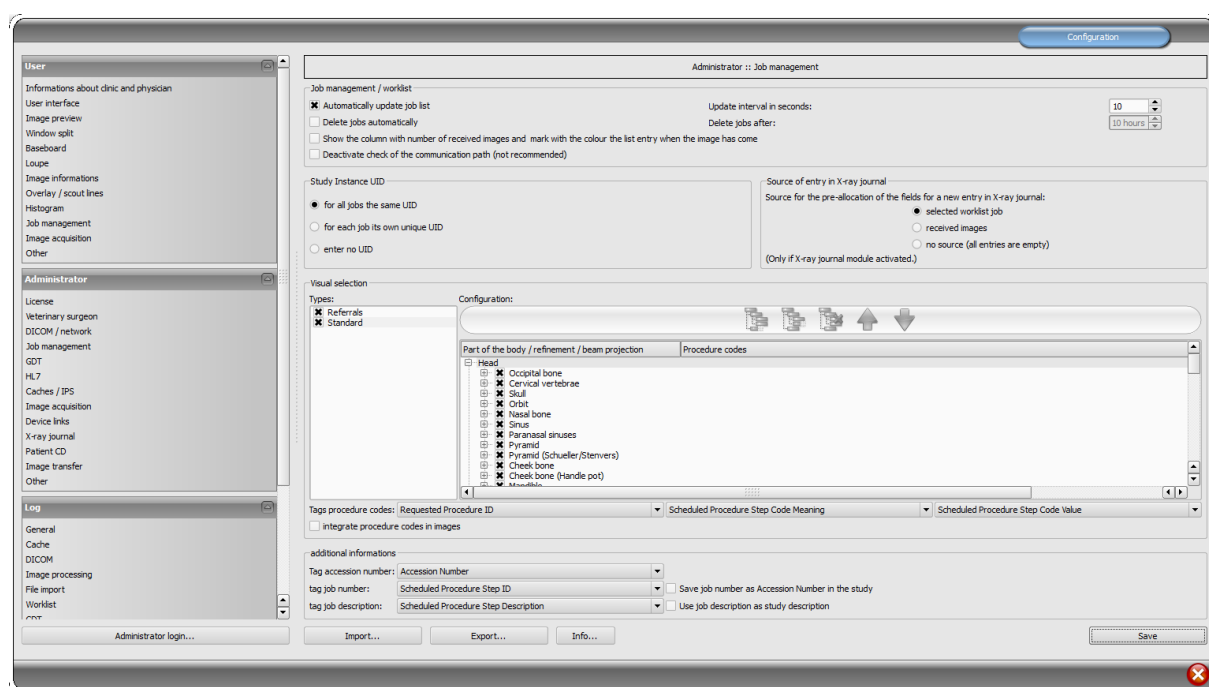 Configuration
User
Informations about clinic and physician
User interface
Image preview
Window split
Baseboard
Loupe
Image informations
Overlay / scout lines
Histogram
Job management
Image acquisition
Other
Administrator
License
Veterinary surgeon
DICOM / network
Job management
GDT
HL7
Caches / IPS
Image acquisition
Device links
X-ray journal
Patient CD
Image transfer
Other
Log
General
Cache
DICOM
Image processing
File import
Worklist
GDT
Administrator login...
Administrator :: Job management
Job management / worklist
Automatically update job list
Update interval in seconds:
10
Delete jobs automatically
Delete jobs after:
10 hours
Show the column with number of received images and mark with the colour the list entry when the image has come
Deactivate check of the communication path (not recommended)
Study Instance UID
for all jobs the same UID
for each job its own unique UID
enter no UID
Source of entry in X-ray journal
Source for the pre-allocation of the fields for a new entry in X-ray journal:
selected worklist job
received images
no source (all entries are empty)
(Only if X-ray journal module activated.)
Visual selection
Types:
Referrals
Standard
Configuration:
Part of the body / refinement / beam projection
Procedure codes
Head
Occipital bone
Cervical vertebrae
Skull
Orbit
Nasal bone
Sinus
Paranasal sinuses
Pyramid
Pyramid (Schueller/Stenvers)
Cheek bone
Cheek bone (Handle pot)
Mandible
Tags procedure codes: Requested Procedure ID
Scheduled Procedure Step Code Meaning
Scheduled Procedure Step Code Value
integrate procedure codes in images
additional informations
Tag accession number: Accession Number
tag job number: Scheduled Procedure Step ID
Save job number as Accession Number in the study
tag job description: Scheduled Procedure Step Description
Use job description as study description
Import...
Export...
Info...
Save